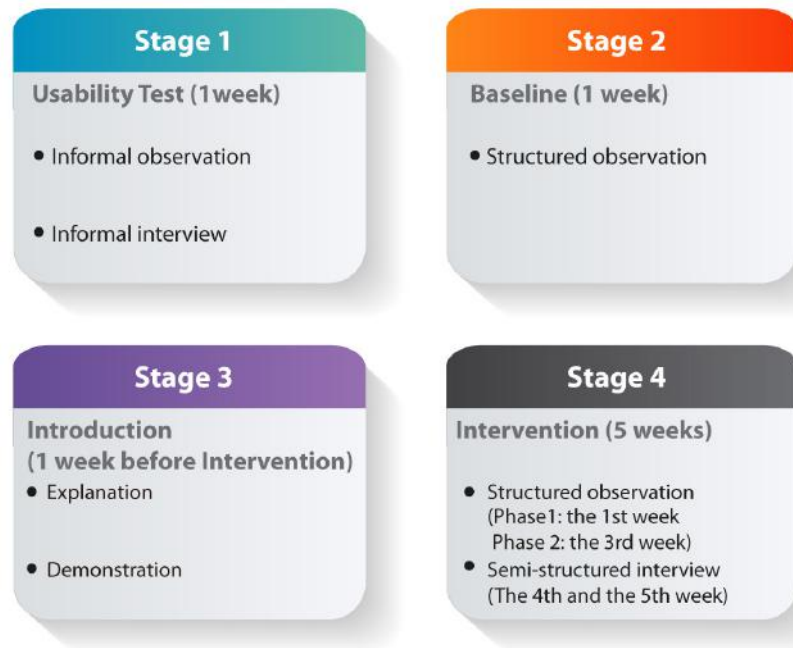 Stage 1
Usability Test (1week)
• Informal observation
• Informal interview
Stage 2
Baseline (1 week)
• Structured observation
Stage 3
Introduction
(1 week before Intervention)
• Explanation
• Demonstration
Stage 4
Intervention (5 weeks)
• Structured observation
(Phase1: the 1st week
Phase 2: the 3rd week)
• Semi-structured interview
(The 4th and the 5th week)